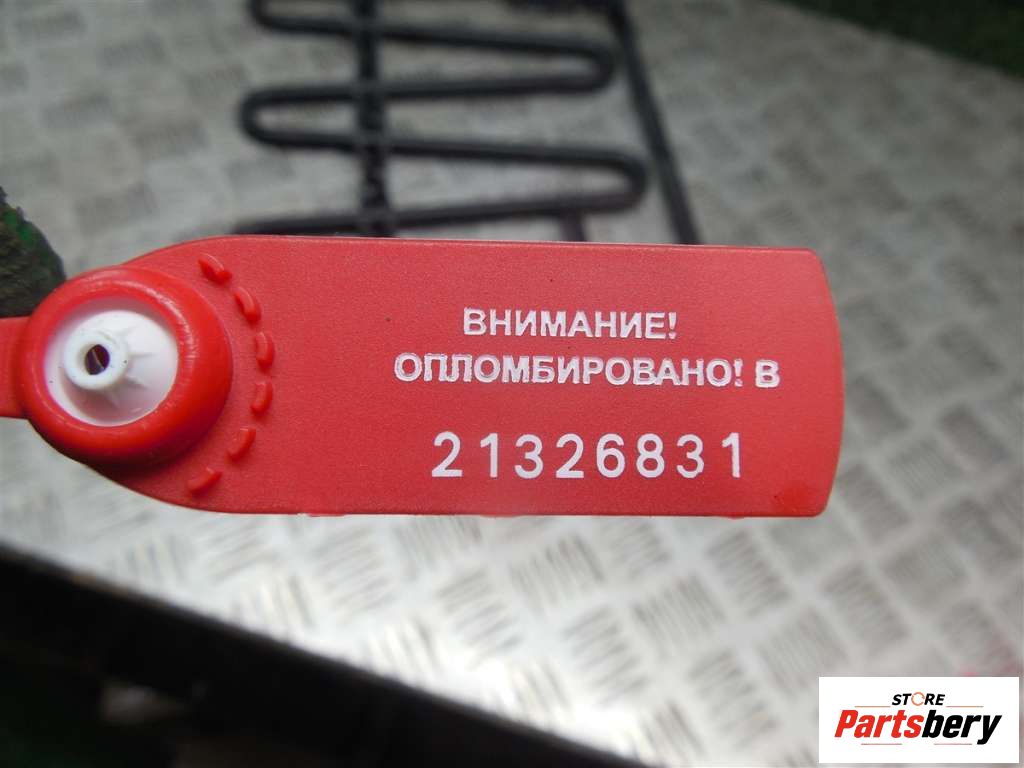 ВНИМАНИЕ!
ОПЛОМБИРОВАНО! В
21326831
STORE
Partsbery